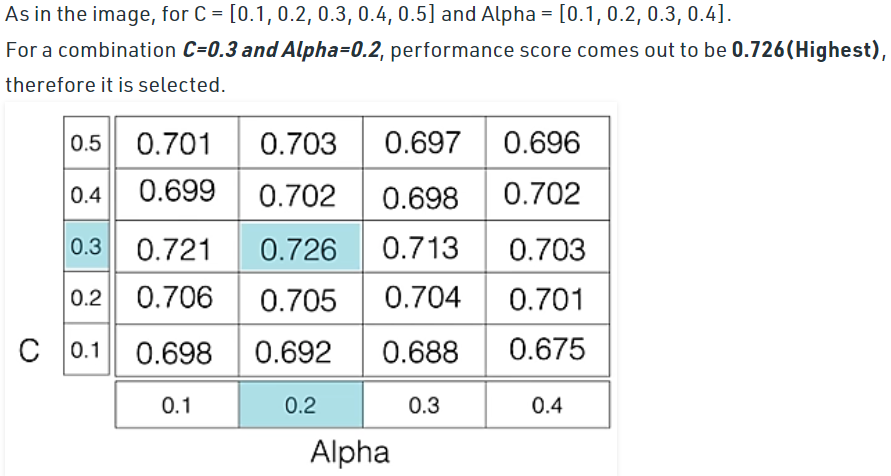 As in the image, for C = [0.1, 0.2, 0.3, 0.4, 0.5] and Alpha = [0.1, 0.2, 0.3, 0.4].
For a combination C=0.3 and Alpha=0.2, performance score comes out to be 0.726(Highest),
therefore it is selected.
0.5 0.701 0.703 0.697 0.696
0.4 0.699 0.702 0.698 0.702
0.3 0.721 0.726 0.713 0.703
0.2 0.706 0.705 0.704 0.701
C 0.1 0.698 0.692 0.688 0.675
0.1 0.2 0.3 0.4
Alpha